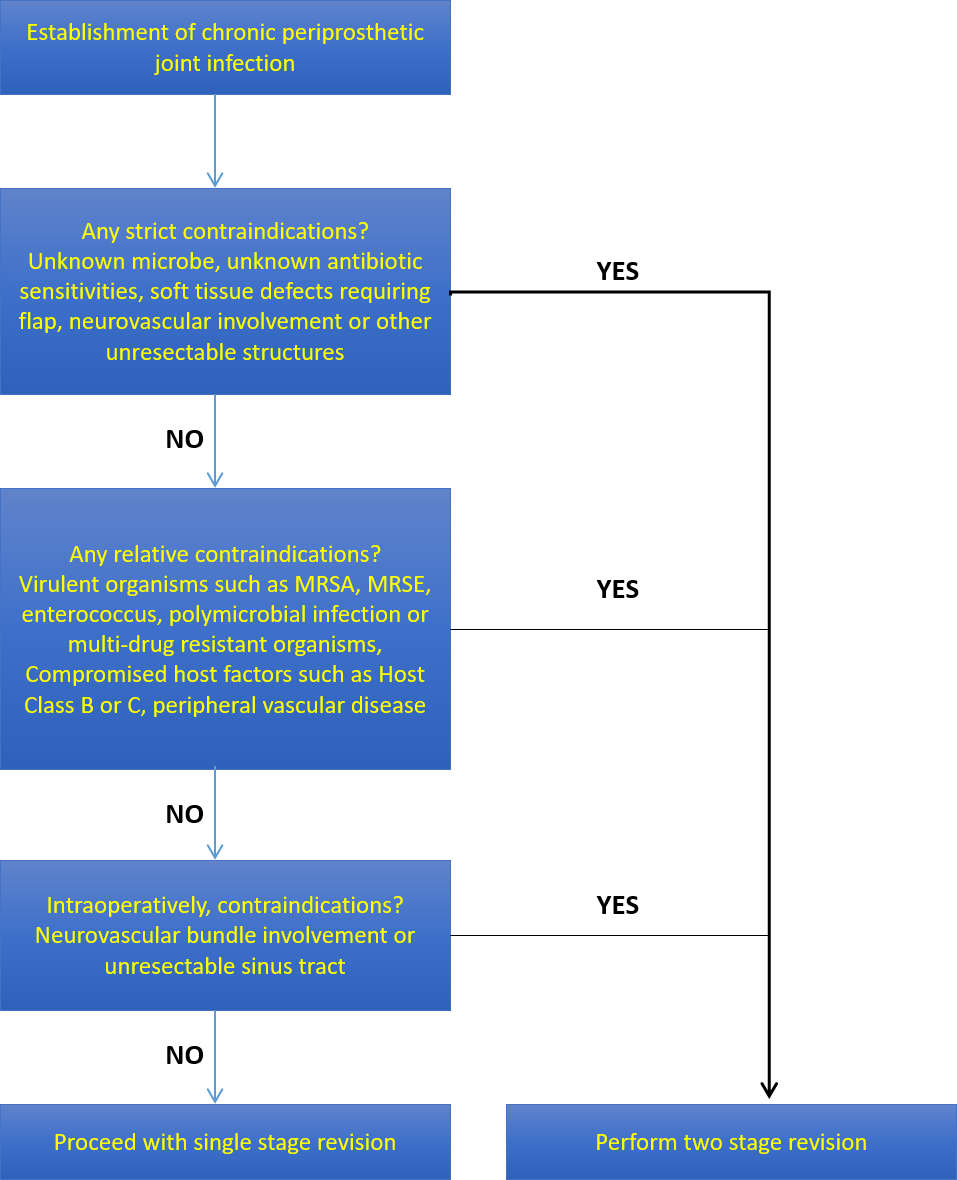 Establishment of chronic periprosthetic
joint infection
Any strict contraindications?
Unknown microbe, unknown antibiotic
sensitivities, soft tissue defects requiring
flap, neurovascular involvement or other
unresectable structures
YES
NO
Any relative contraindications?
Virulent organisms such as MRSA, MRSE,
enterococcus, polymicrobial infection or
multi-drug resistant organisms,
Compromised host factors such as Host
Class B or C, peripheral vascular disease
YES
NO
Intraoperatively, contraindications?
Neurovascular bundle involvement or
unresectable sinus tract
YES
NO
Proceed with single stage revision
Perform two stage revision